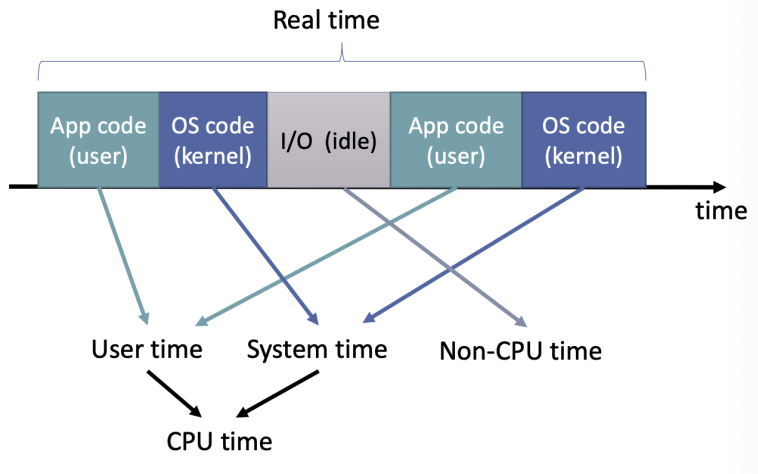 Real time
App code
(user)
OS code
(kernel)
I/O (idle)
App code
(user)
OS code
(kernel)
time
User time
System time
Non-CPU time
CPU time